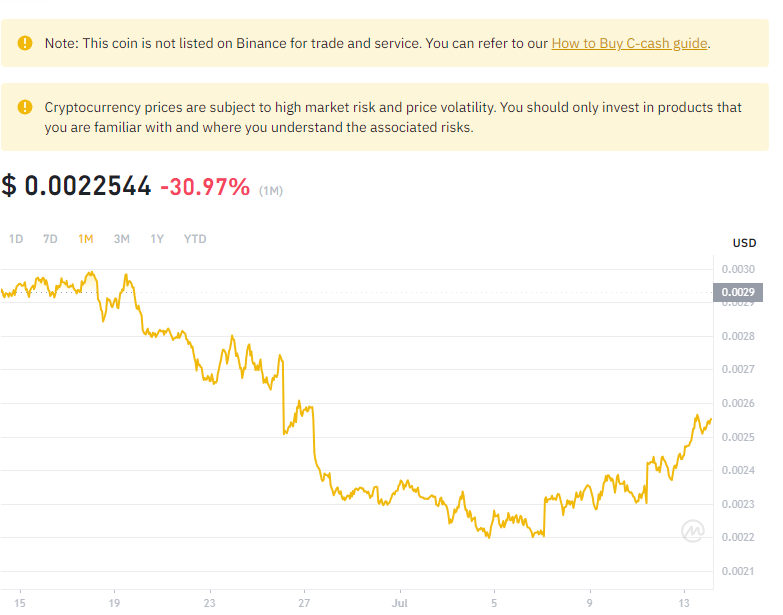 Note: This coin is not listed on Binance for trade and service. You can refer to our How to Buy C-cash guide.
Cryptocurrency prices are subject to high market risk and price volatility. You should only invest in products that
you are familiar with and where you understand the associated risks.
$ 0.0022544 -30.97% (1M)
1D 7D 1M 3M 1Y YTD
USD
0.0030
0.0029
0.0029
0.0028
0.0027
0.0026
0.0025
0.0024
0.0023
0.0022
0.0021
15 19 23 27 Jul 5 9 13